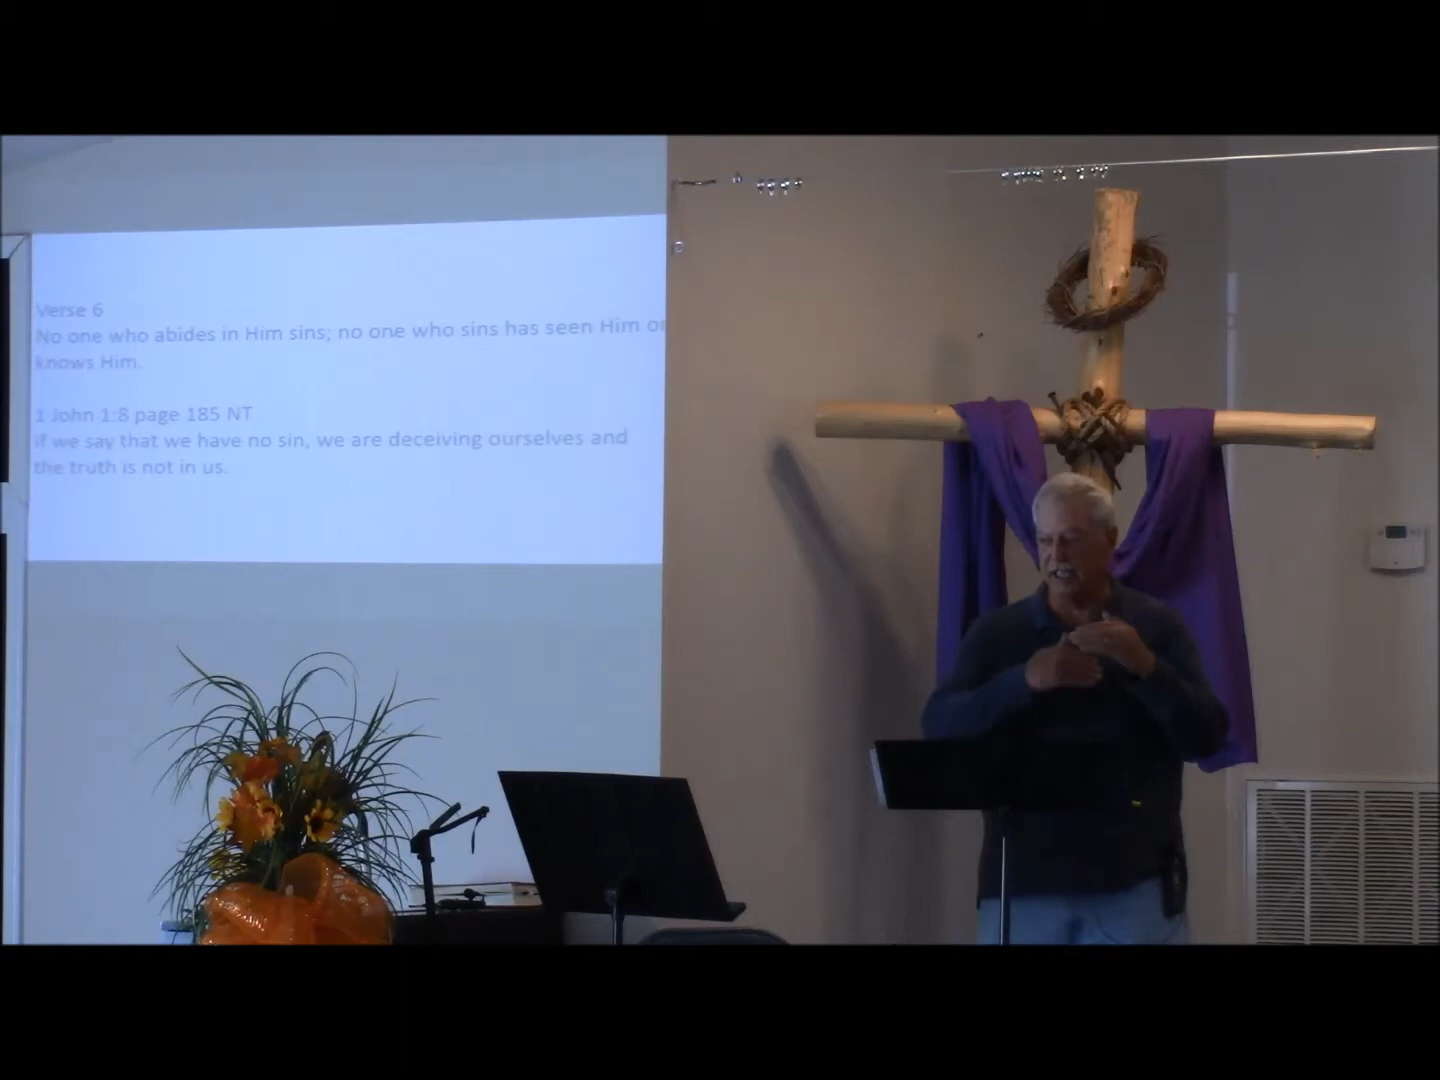 Verse 6
No one who abides in Him sins; no one who sins has seen Him or
knows Him.
1 John 1:8 page 185 NT
If we say that we have no sin, we are deceiving ourselves and
the truth is not in us.